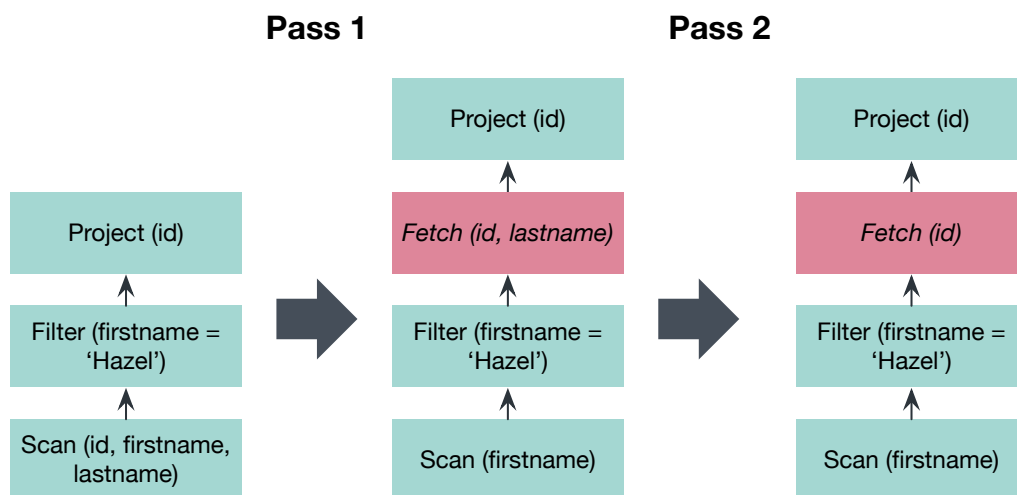 Pass 1
Pass 2
Project (id)
Filter (firstname =
‘Hazel’)
Scan (id, firstname,
lastname)
Project (id)
Fetch (id, lastname)
Filter (firstname =
‘Hazel’)
Scan (firstname)
Project (id)
Fetch (id)
Filter (firstname =
‘Hazel’)
Scan (firstname)